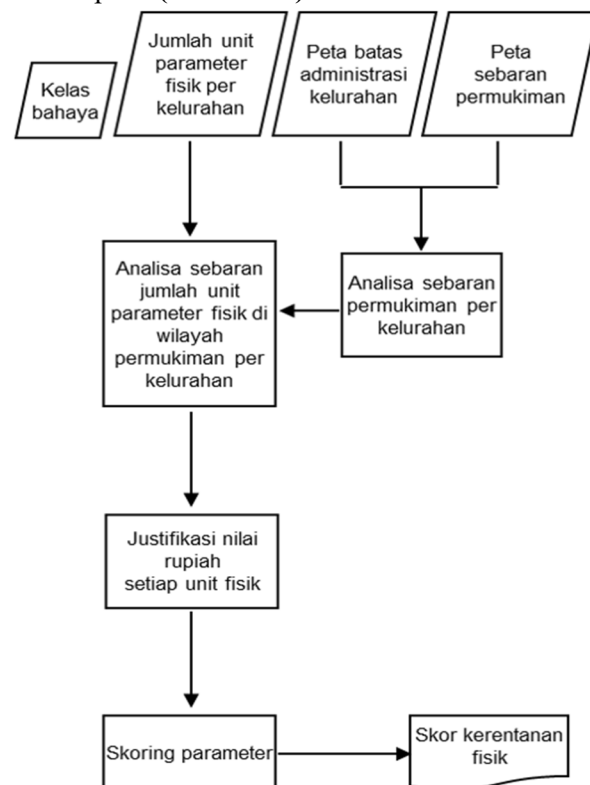 Kelas
bahaya
Jumlah unit
parameter
fisik per
kelurahan
Peta batas
administrasi
kelurahan
Peta
sebaran
permukiman
Analisa sebaran
jumlah unit
parameter fisik di
wilayah
permukiman per
kelurahan
Analisa sebaran
permukiman per
kelurahan
Justifikasi nilai
rupiah
setiap unit fisik
Skoring parameter
Skor kerentanan
fisik